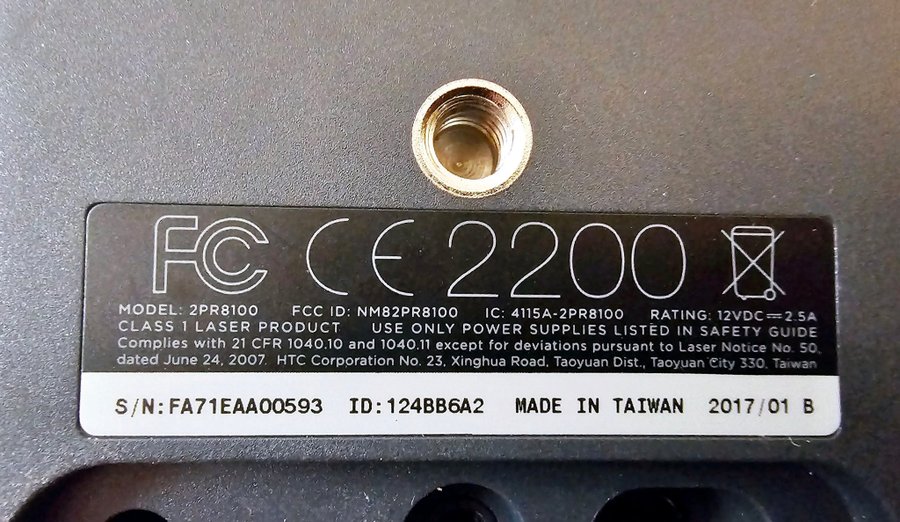 FC CE 2200
MODEL: 2PR8100 FCC ID: NM82PR8100 IC: 4115A-2PR8100 RATING: 12VDC⎓2.5A
CLASS 1 LASER PRODUCT USE ONLY POWER SUPPLIES LISTED IN SAFETY GUIDE
Complies with 21 CFR 1040.10 and 1040.11 except for deviations pursuant to Laser Notice No. 50,
dated June 24, 2007. HTC Corporation No. 23, Xinghua Road, Taoyuan Dist., Taoyuan City 330, Taiwan
S/N:FA71EAA00593 ID:124BB6A2 MADE IN TAIWAN 2017/01 B